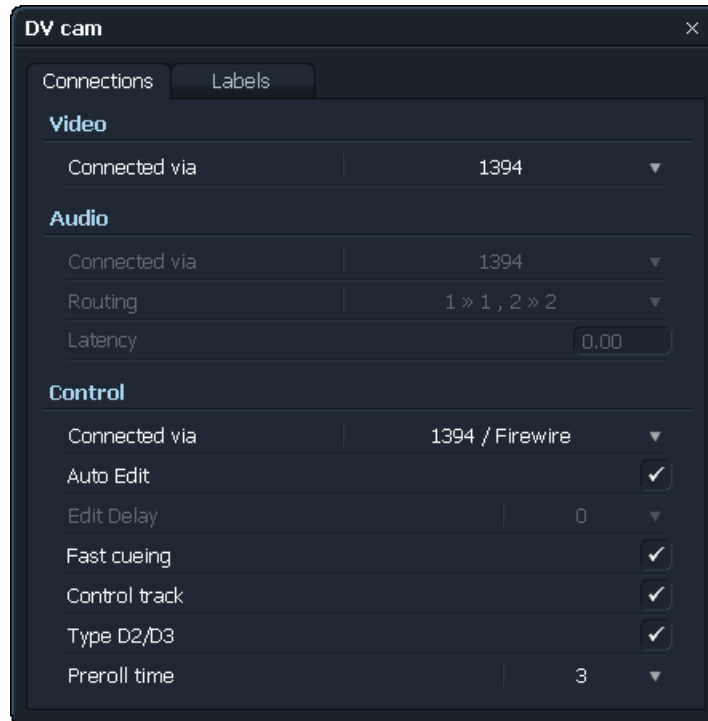 DV cam
Connections Labels
Video
Connected via 1394
Audio
Connected via 1394
Routing 1 » 1 , 2 » 2
Latency 0.00
Control
Connected via 1394 / Firewire
Auto Edit
Edit Delay 0
Fast cueing
Control track
Type D2/D3
Preroll time 3